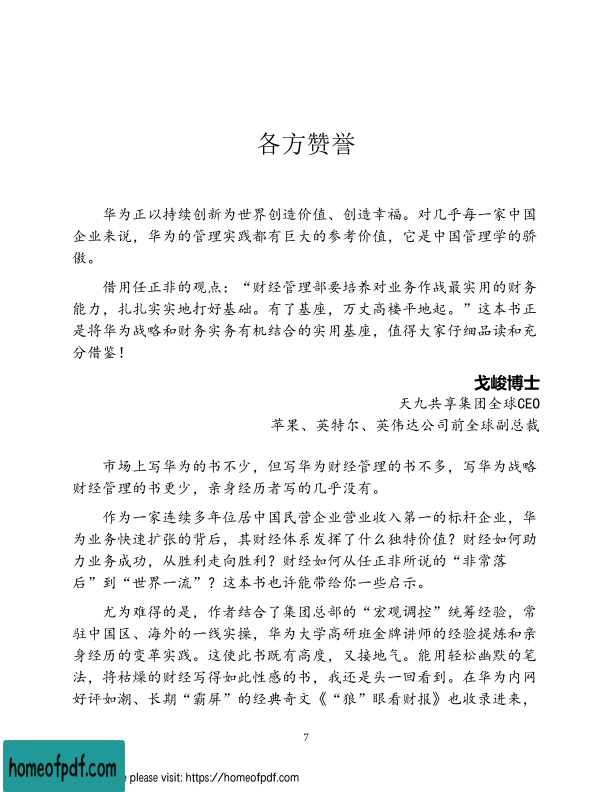 各方赞誉
华为正以持续创新为世界创造价值、创造幸福。对几乎每一家中国
企业来说，华为的管理实践都有巨大的参考价值，它是中国管理学的骄
傲。
借用任正非的观点：“财经管理部要培养对业务作战最实用的财务
能力，扎扎实实地打好基础。有了基座，万丈高楼平地起。”这本书正
是将华为战略和财务实务有机结合的实用基座，值得大家仔细品读和充
分借鉴！
戈峻博士
天九共享集团全球CEO
苹果、英特尔、英伟达公司前全球副总裁
市场上写华为的书不少，但写华为财经管理的书不多，写华为战略
财经管理的书更少，亲身经历者写的几乎没有。
作为一家连续多年位居中国民营企业营业收入第一的标杆企业，华
为业务快速扩张的背后，其财经体系发挥了什么独特价值？财经如何助
力业务成功，从胜利走向胜利？财经如何从任正非所说的“非常落
后”到“世界一流”？这本书也许能带给你一些启示。
尤为难得的是，作者结合了集团总部的“宏观调控”统筹经验，常
驻中国区、海外的一线实操，华为大学高研班金牌讲师的经验提炼和亲
身经历的变革实践。这使此书既有高度，又接地气。能用轻松幽默的笔
法，将枯燥的财经写得如此性感的书，我还是头一回看到。在华为内网
好评如潮、长期“霸屏”的经典奇文《“狼”眼看财报》也收录进来，
7
homeofpdf.com
e please visit: https://homeofpdf.com